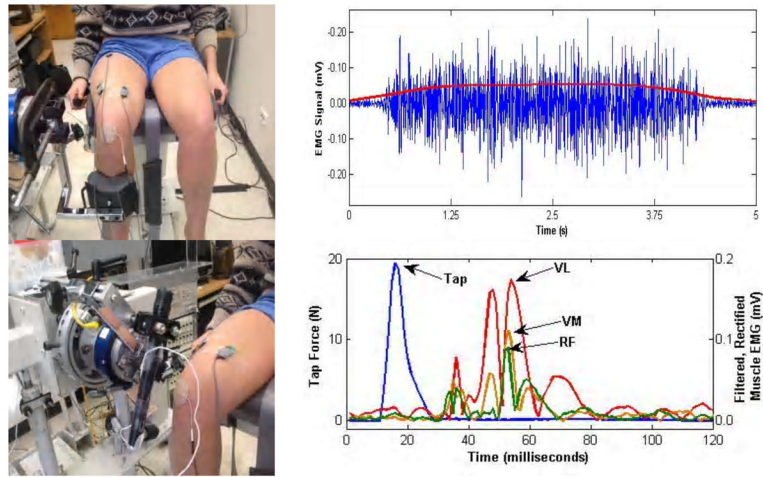 -0.20
-0.10
0.00
-0.10
-0.20
EMG Signal (mV)
0 1.25 2.5 3.75 5
Time (s)
20
10
0
Tap Force (N)
Tap
VL
VM
RF
0.2
0.1
0.0
Filtered, Rectified
Muscle EMG (mV)
0 20 40 60 80 100 120
Time (milliseconds)